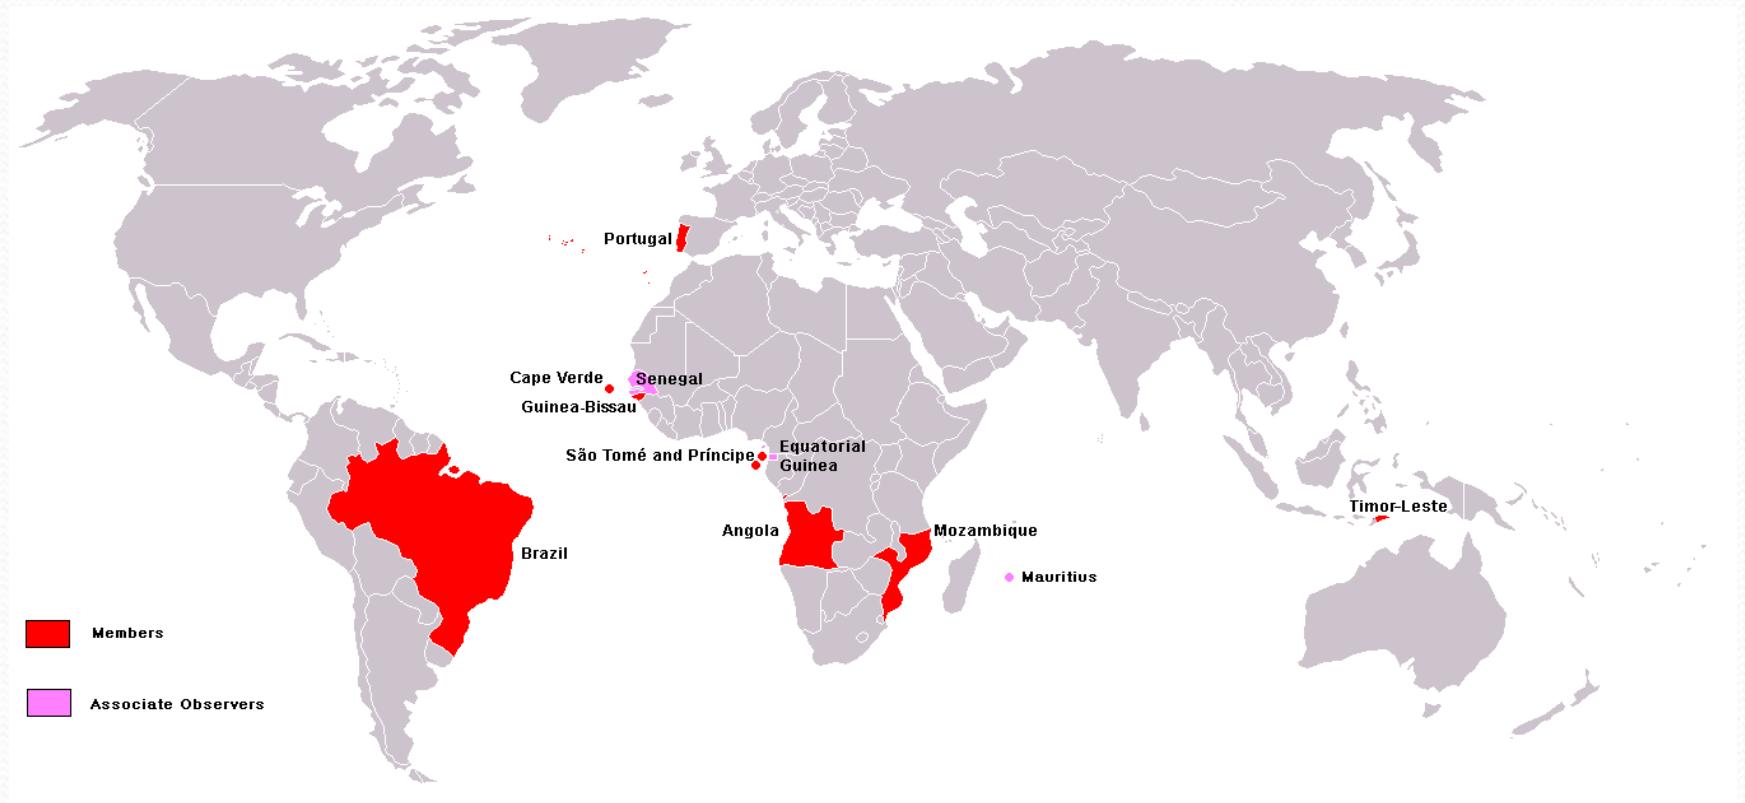 Portugal
Cape Verde
Senegal
Guinea-Bissau
São Tomé and Príncipe
Equatorial
Guinea
Timor-Leste
Angola
Mozambique
Brazil
Mauritius
Members
Associate Observers